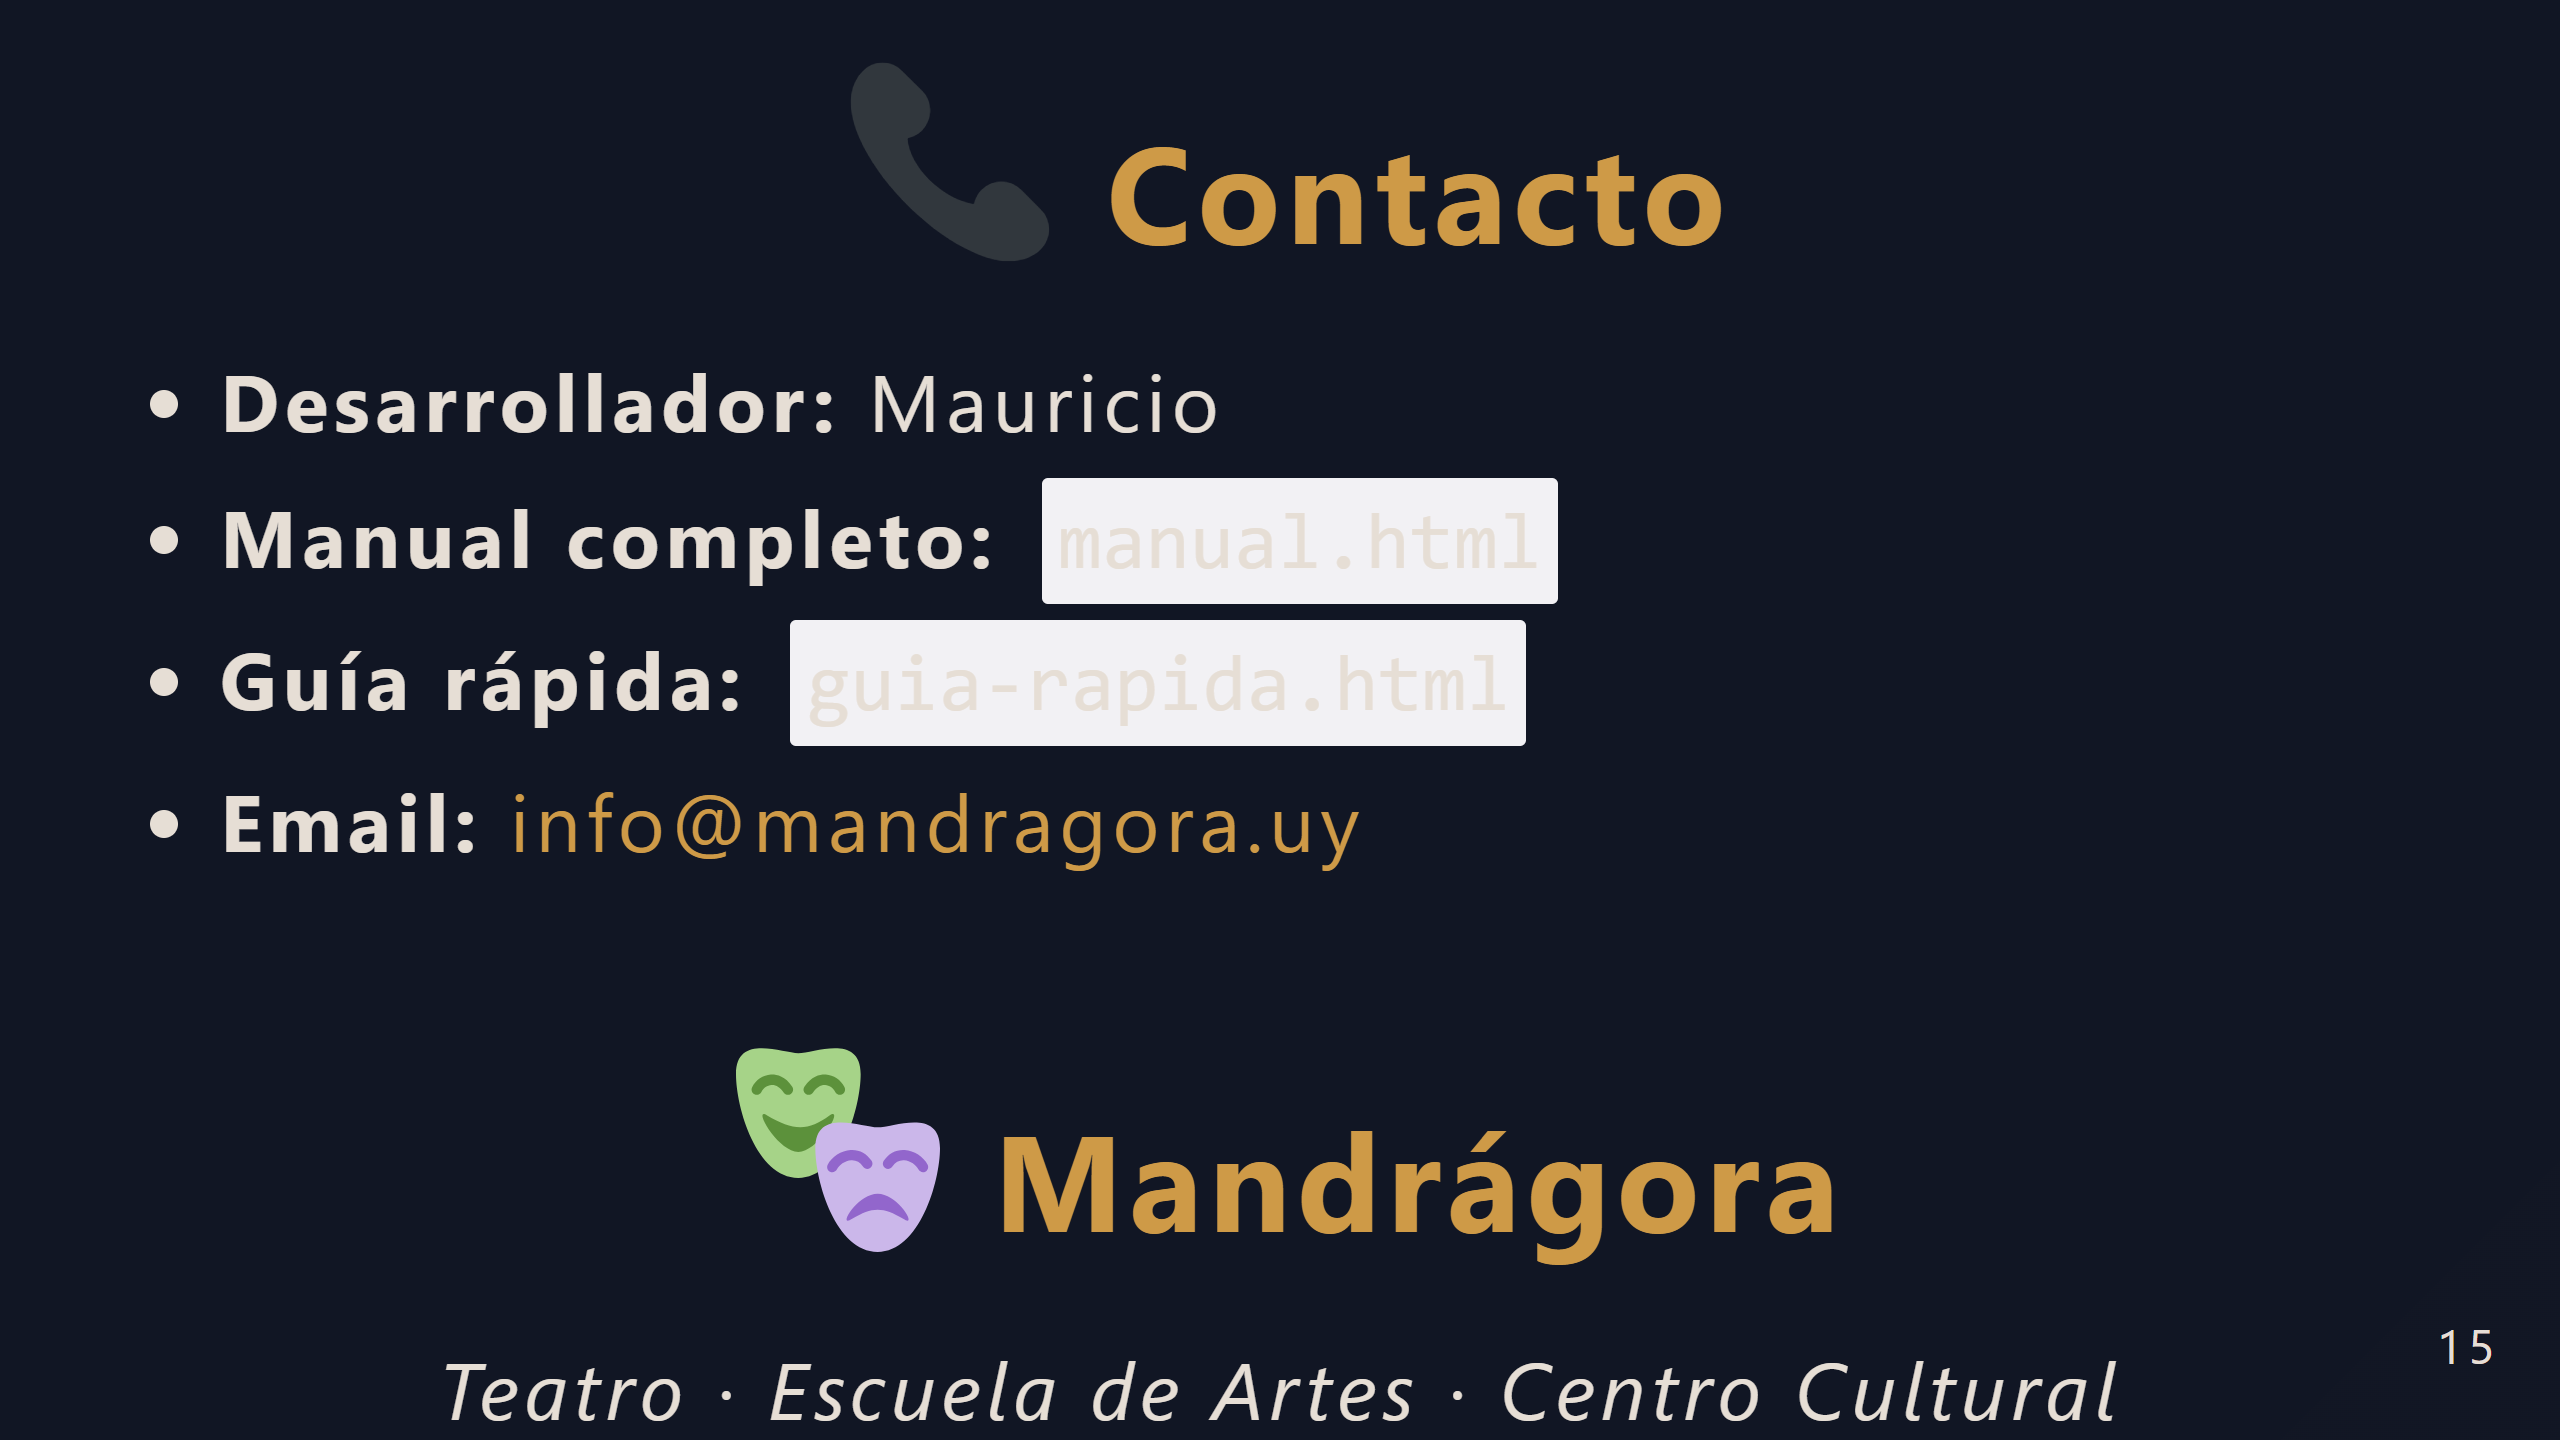 Contacto
Desarrollador: Mauricio
Manual completo: manual.html
Guía rápida: guia-rapida.html
Email: info@mandragora.uy
Mandrágora
15
Teatro · Escuela de Artes · Centro Cultural